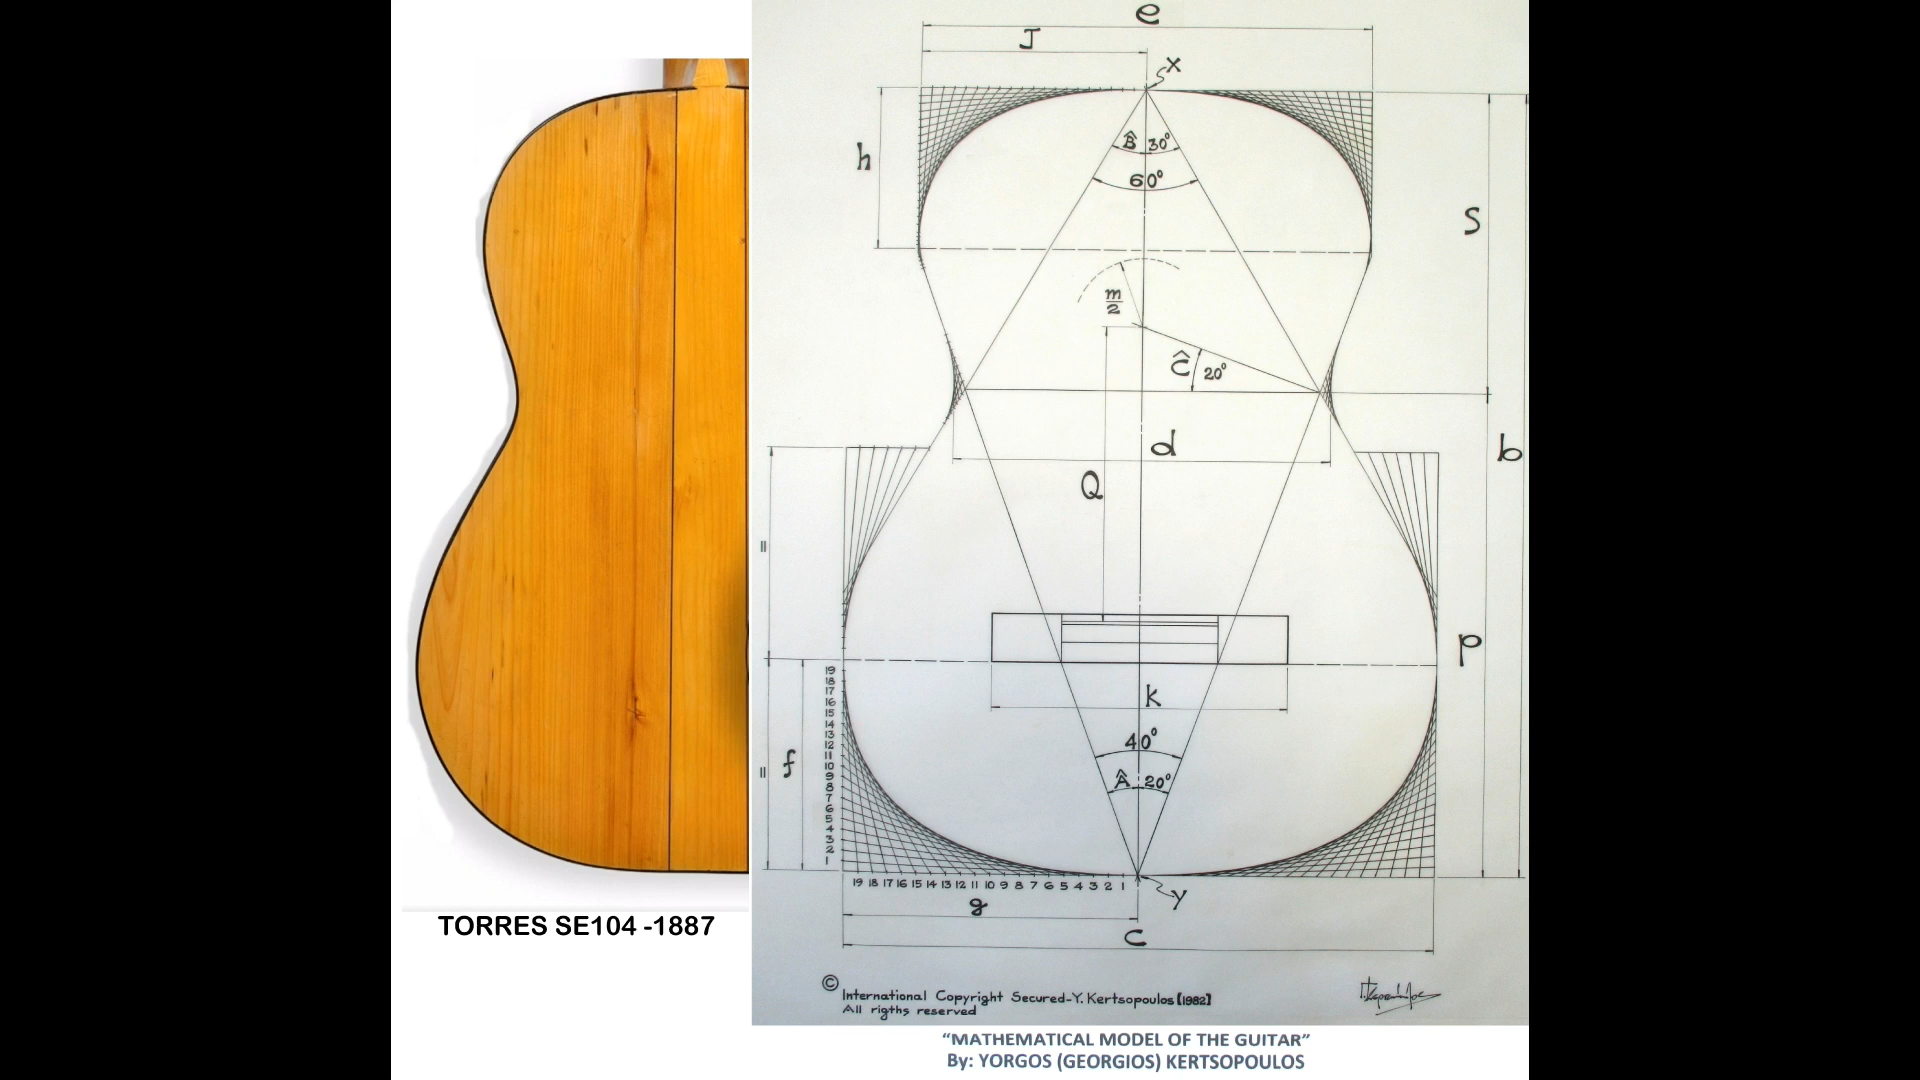 e
J
x
B̂ 30°
h
60°
S
m/2
Ĉ 20°
d
b
Q
=
p
19
18
17
16
15
14
13
12
11
10
9
8
7
6
5
4
3
2
1
k
40°
f
=
Â 20°
19 18 17 16 15 14 13 12 11 10 9 8 7 6 5 4 3 2 1
y
g
c
TORRES SE104 -1887
© International Copyright Secured-Y. Kertsopoulos [1982]
All rigths reserved
“MATHEMATICAL MODEL OF THE GUITAR”
By: YORGOS (GEORGIOS) KERTSOPOULOS